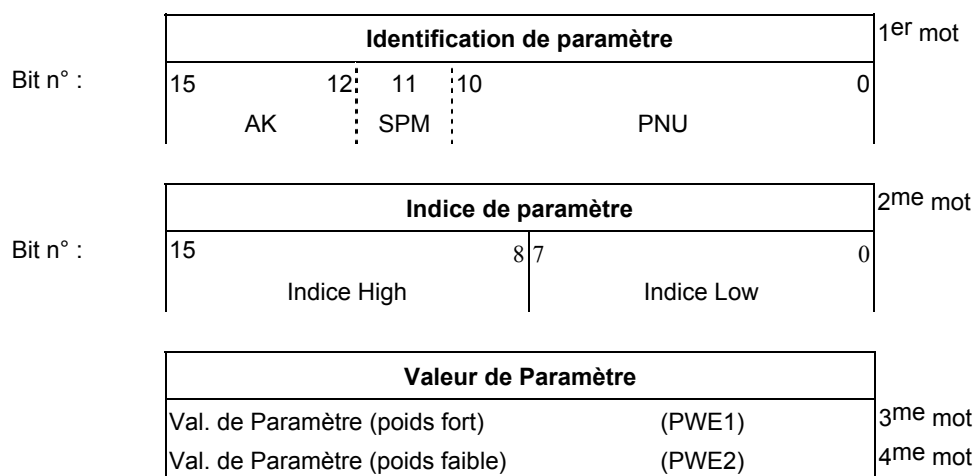 Identification de paramètre 1er mot
Bit n° : 15 12 11 10 0
AK SPM PNU
Indice de paramètre 2me mot
Bit n° : 15 8 7 0
Indice High Indice Low
Valeur de Paramètre
Val. de Paramètre (poids fort) (PWE1) 3me mot
Val. de Paramètre (poids faible) (PWE2) 4me mot